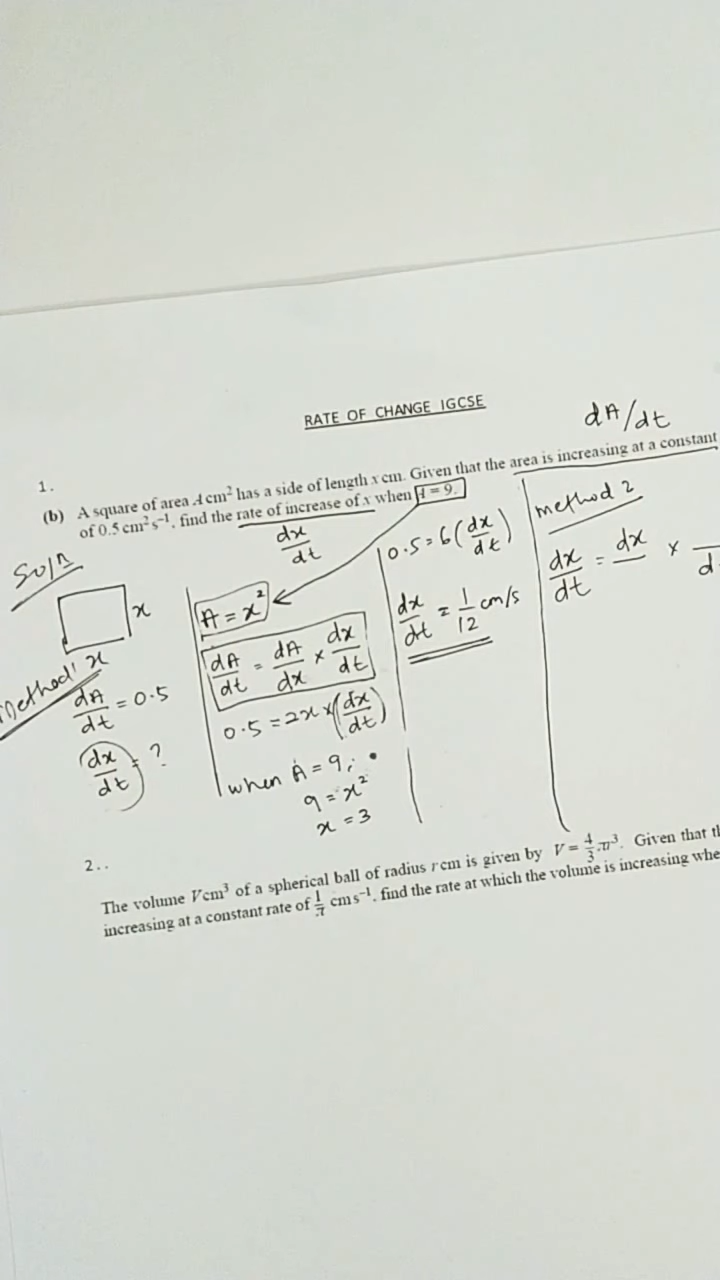 RATE OF CHANGE IGCSE
dA/dt
1.
(b) A square of area A cm² has a side of length x cm. Given that the area is increasing at a constant
of 0.5 cm² s⁻¹, find the rate of increase of x when A = 9.
dx/dt
Soln
x
x
Method 1
dA/dt = 0.5
dx/dt = ?
A = x²
dA/dt = dA/dx × dx/dt
0.5 = 2x × (dx/dt)
when A = 9,
9 = x²
x = 3
0.5 = 6(dx/dt)
dx/dt = 1/12 cm/s
method 2
dx/dt = dx ×
2..
The volume V cm³ of a spherical ball of radius r cm is given by V = 4/3 πr³. Given that
increasing at a constant rate of 1/π cm s⁻¹, find the rate at which the volume is increasing